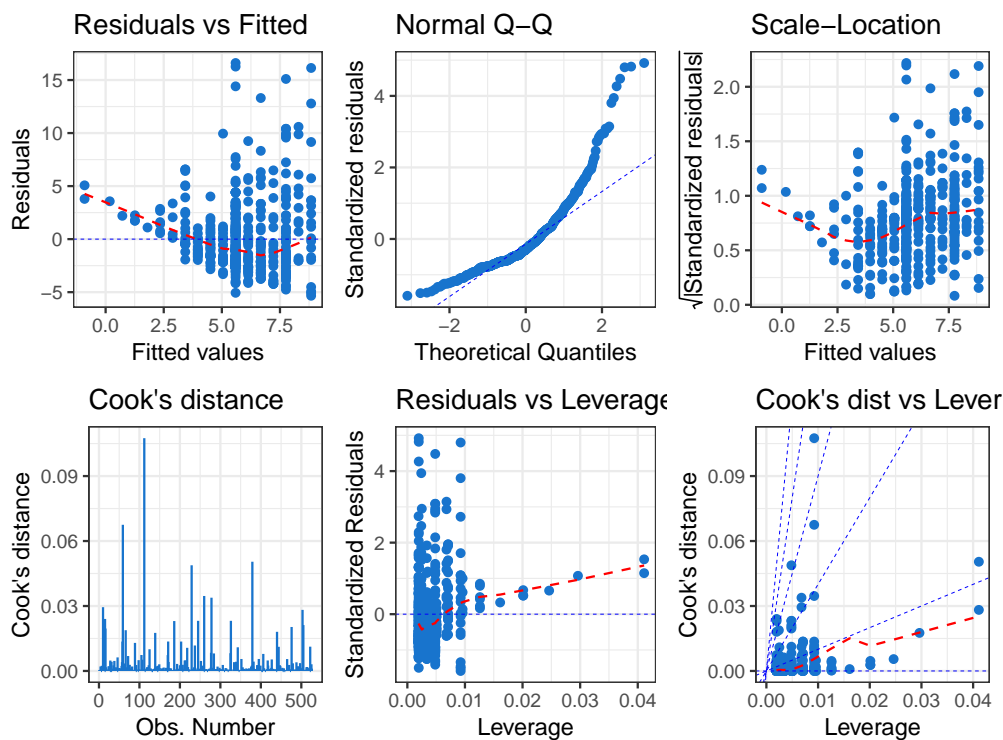 Residuals vs Fitted
Residuals
15
10
5
0
−5
0.0
2.5
5.0
7.5
Fitted values
Normal Q−Q
Standardized residuals
4
2
0
−2
0
2
Theoretical Quantiles
Scale−Location
√|Standardized residuals|
2.0
1.5
1.0
0.5
0.0
0.0
2.5
5.0
7.5
Fitted values
Cook's distance
Cook's distance
0.09
0.06
0.03
0.00
0
100
200
300
400
500
Obs. Number
Residuals vs Leverage
Standardized Residuals
4
2
0
0.00
0.01
0.02
0.03
0.04
Leverage
Cook's dist vs Lever
Cook's distance
0.09
0.06
0.03
0.00
0.00
0.01
0.02
0.03
0.04
Leverage